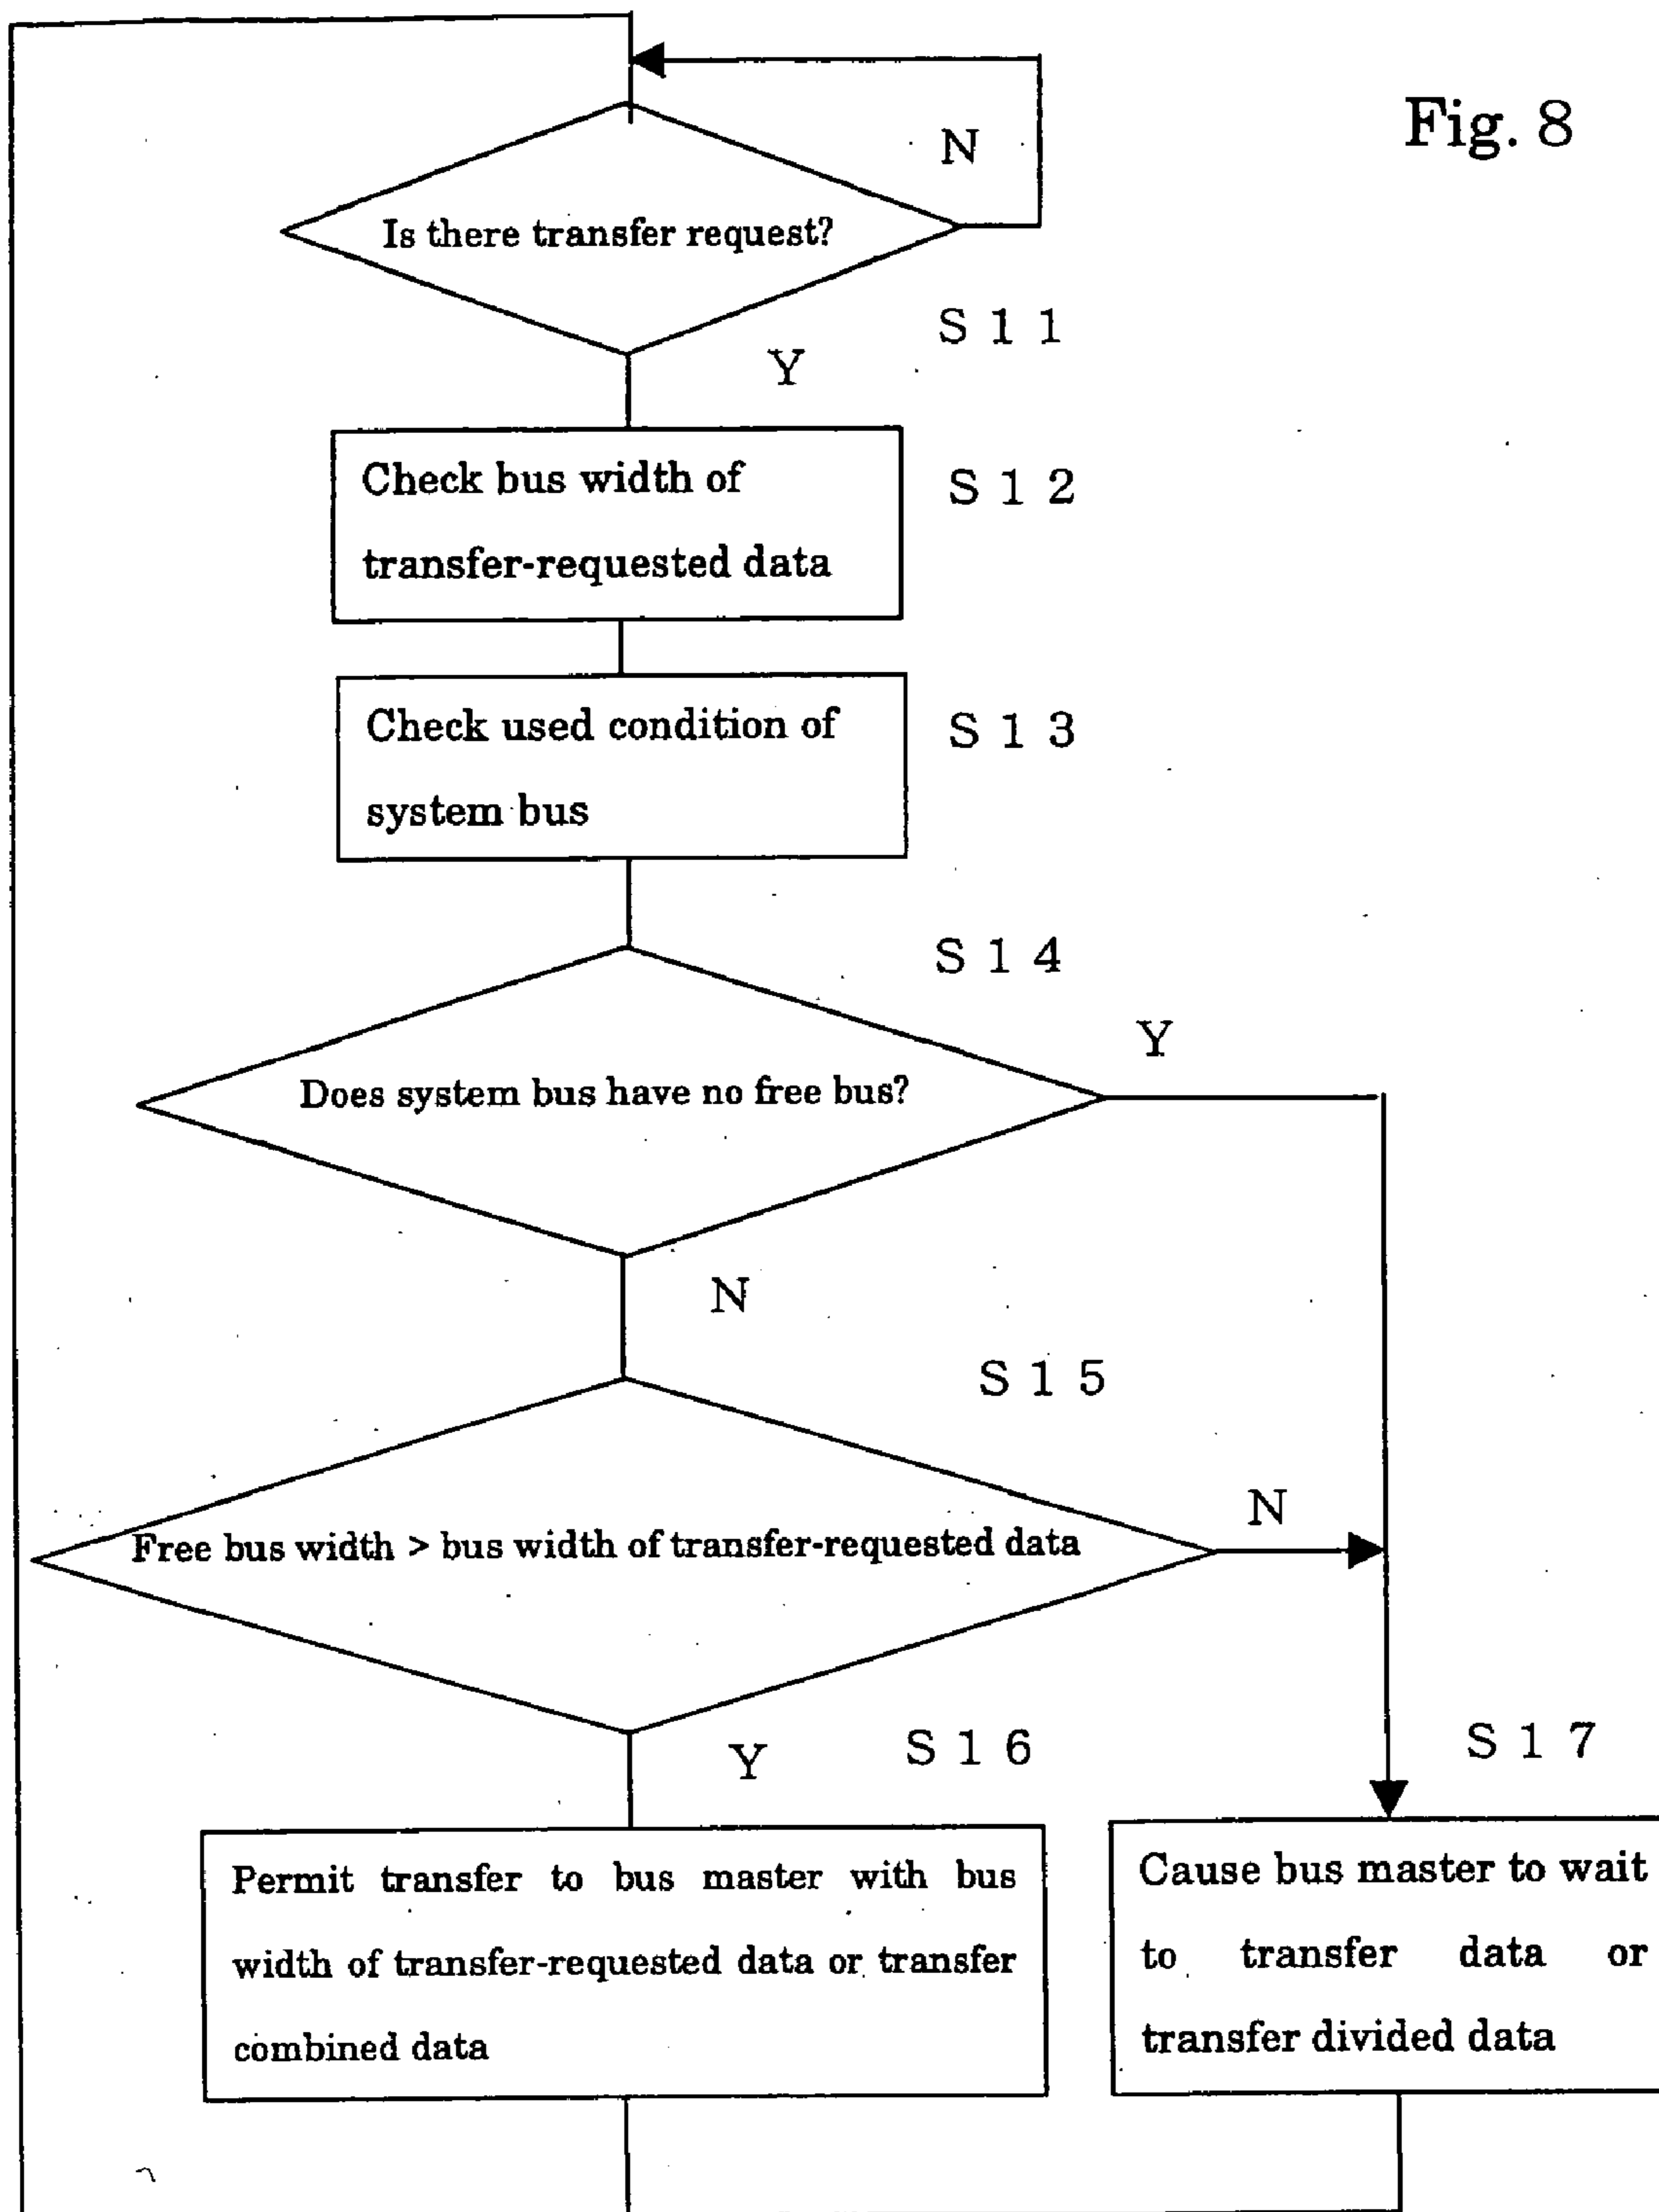 Fig. 8
N
Is there transfer request?
S 1 1
Y
Check bus width of
transfer-requested data
S 1 2
Check used condition of
system bus
S 1 3
S 1 4
Y
Does system bus have no free bus?
N
S 1 5
N
Free bus width > bus width of transfer-requested data
Y
S 1 6
S 1 7
Permit transfer to bus master with bus
width of transfer-requested data or transfer
combined data
Cause bus master to wait
to transfer data or
transfer divided data